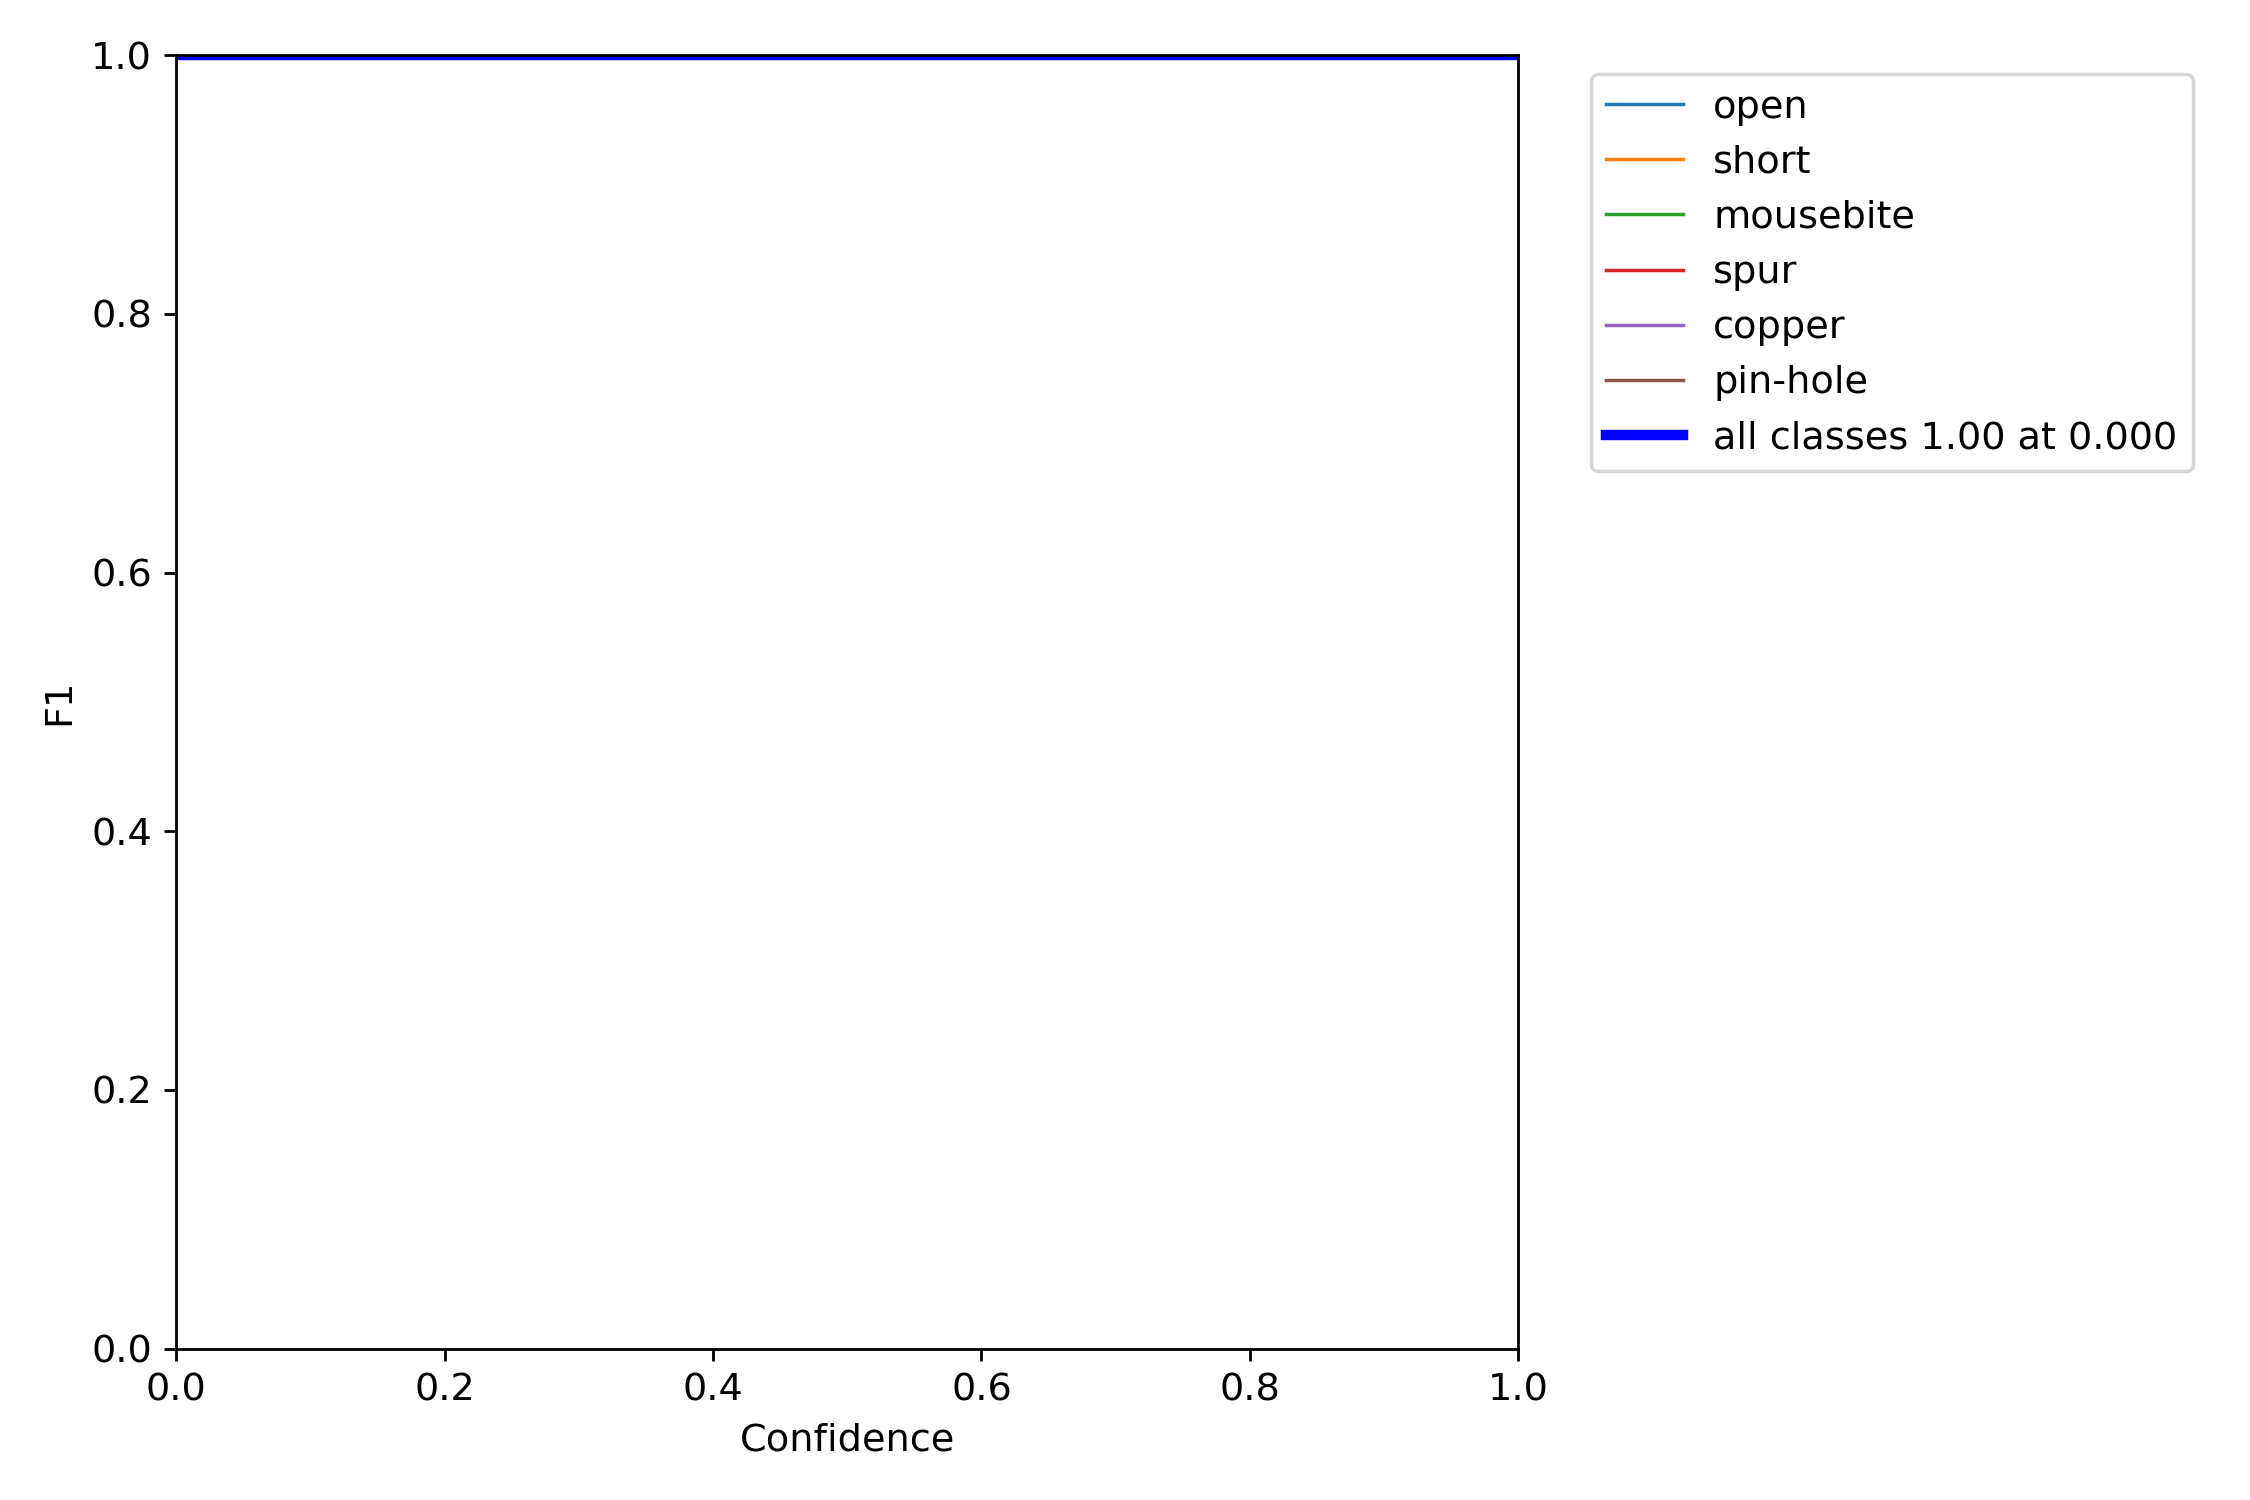 1.0
0.8
0.6
0.4
0.2
0.0
F1
0.0 0.2 0.4 0.6 0.8 1.0
Confidence
open
short
mousebite
spur
copper
pin-hole
all classes 1.00 at 0.000